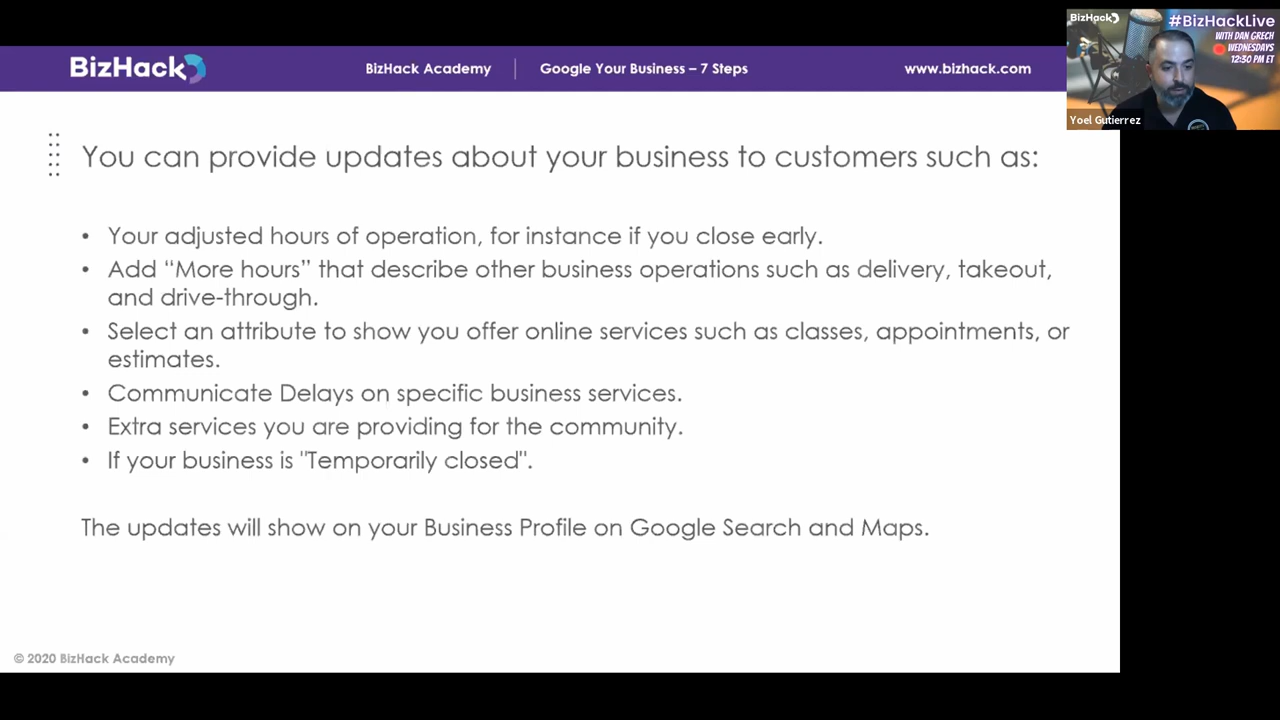 BizHack
BizHack Academy
Google Your Business – 7 Steps
www.bizhack.com
BizHack
#BizHackLive
WITH DAN GRECH
WEDNESDAYS
12:30 PM ET
Yoel Gutierrez
You can provide updates about your business to customers such as:
• Your adjusted hours of operation, for instance if you close early.
• Add “More hours” that describe other business operations such as delivery, takeout,
and drive-through.
• Select an attribute to show you offer online services such as classes, appointments, or
estimates.
• Communicate Delays on specific business services.
• Extra services you are providing for the community.
• If your business is "Temporarily closed".
The updates will show on your Business Profile on Google Search and Maps.
© 2020 BizHack Academy